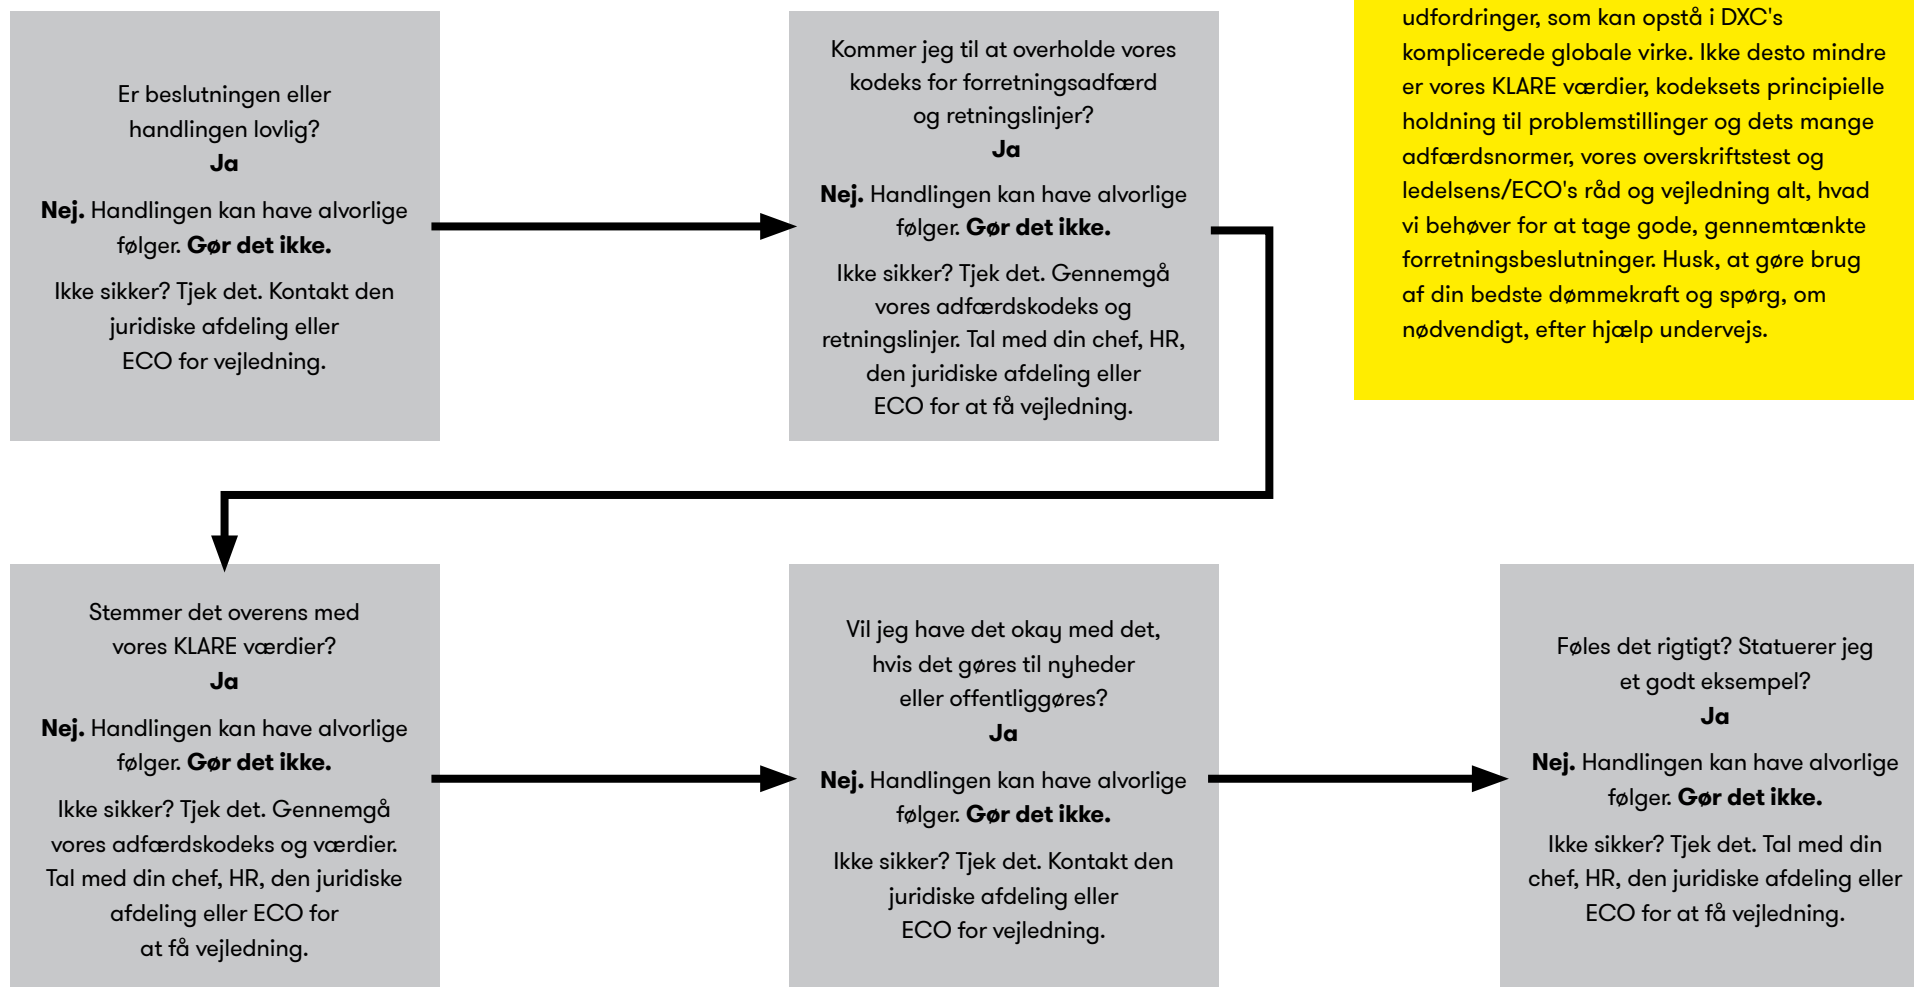 Er beslutningen eller
handlingen lovlig?
Ja
Nej. Handlingen kan have alvorlige
følger. Gør det ikke.
Ikke sikker? Tjek det. Kontakt den
juridiske afdeling eller
ECO for vejledning.
Kommer jeg til at overholde vores
kodeks for forretningsadfærd
og retningslinjer?
Ja
Nej. Handlingen kan have alvorlige
følger. Gør det ikke.
Ikke sikker? Tjek det. Gennemgå
vores adfærdskodeks og
retningslinjer. Tal med din chef, HR,
den juridiske afdeling eller
ECO for at få vejledning.
udfordringer, som kan opstå i DXC's
komplicerede globale virke. Ikke desto mindre
er vores KLARE værdier, kodeksets principielle
holdning til problemstillinger og dets mange
adfærdsnormer, vores overskriftstest og
ledelsens/ECO's råd og vejledning alt, hvad
vi behøver for at tage gode, gennemtænkte
forretningsbeslutninger. Husk, at gøre brug
af din bedste dømmekraft og spørg, om
nødvendigt, efter hjælp undervejs.
Stemmer det overens med
vores KLARE værdier?
Ja
Nej. Handlingen kan have alvorlige
følger. Gør det ikke.
Ikke sikker? Tjek det. Gennemgå
vores adfærdskodeks og værdier.
Tal med din chef, HR, den juridiske
afdeling eller ECO for
at få vejledning.
Vil jeg have det okay med det,
hvis det gøres til nyheder
eller offentliggøres?
Ja
Nej. Handlingen kan have alvorlige
følger. Gør det ikke.
Ikke sikker? Tjek det. Kontakt den
juridiske afdeling eller
ECO for vejledning.
Føles det rigtigt? Statuerer jeg
et godt eksempel?
Ja
Nej. Handlingen kan have alvorlige
følger. Gør det ikke.
Ikke sikker? Tjek det. Tal med din
chef, HR, den juridiske afdeling eller
ECO for at få vejledning.